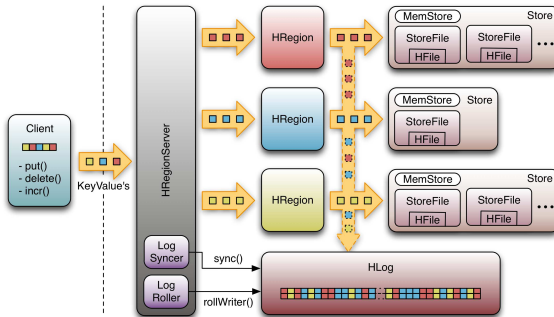 Client
- put()
- delete()
- incr()
KeyValue's
HRegionServer
Log
Syncer
Log
Roller
sync()
rollWriter()
HRegion
HRegion
HRegion
MemStore
Store
StoreFile
HFile
StoreFile
HFile
...
MemStore
Store
StoreFile
HFile
MemStore
Store
StoreFile
HFile
StoreFile
HFile
...
HLog